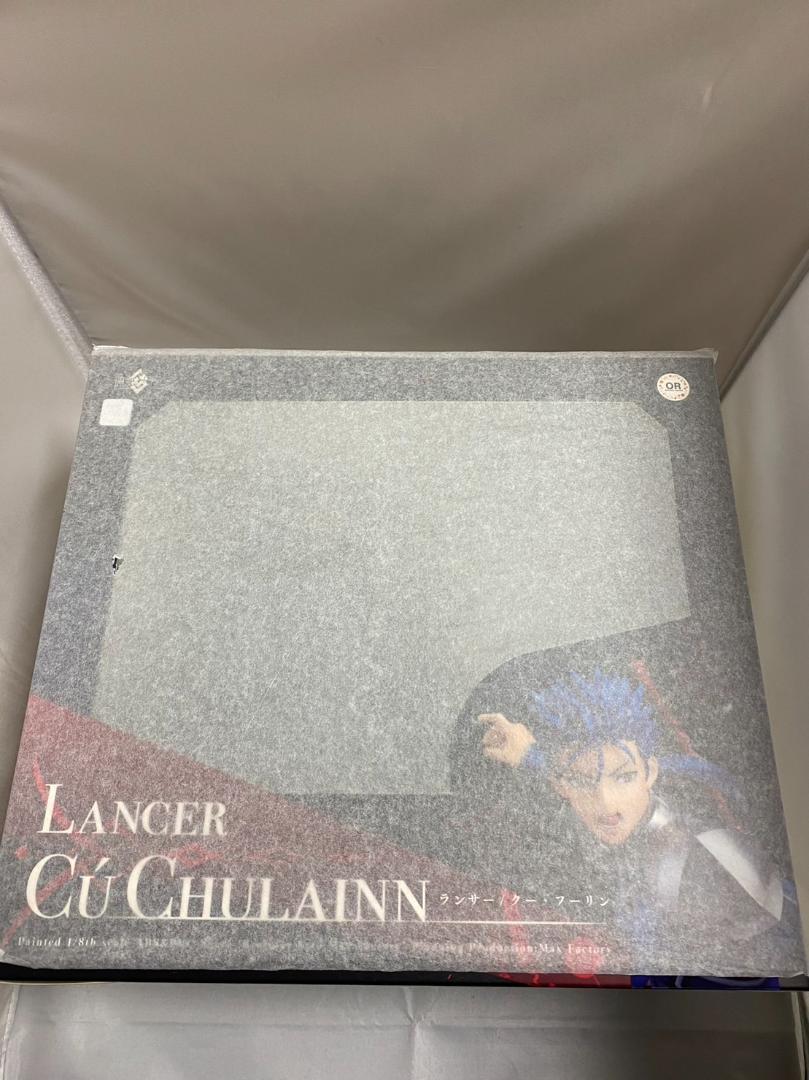 OR
LANCER
CÚ CHULAINN
ランサー/クー・フーリン
Painted 1/8th scale Production:Max Factory